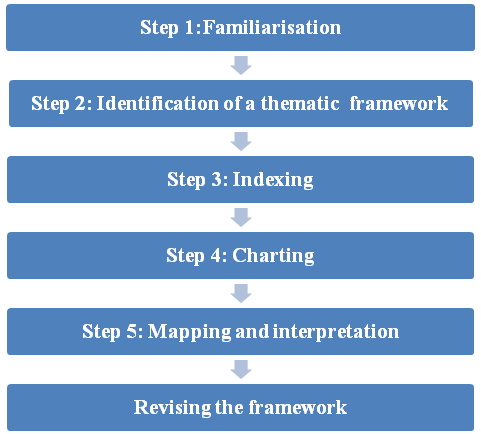 Step 1: Familiarisation
Step 2: Identification of a thematic framework
Step 3: Indexing
Step 4: Charting
Step 5: Mapping and interpretation
Revising the framework